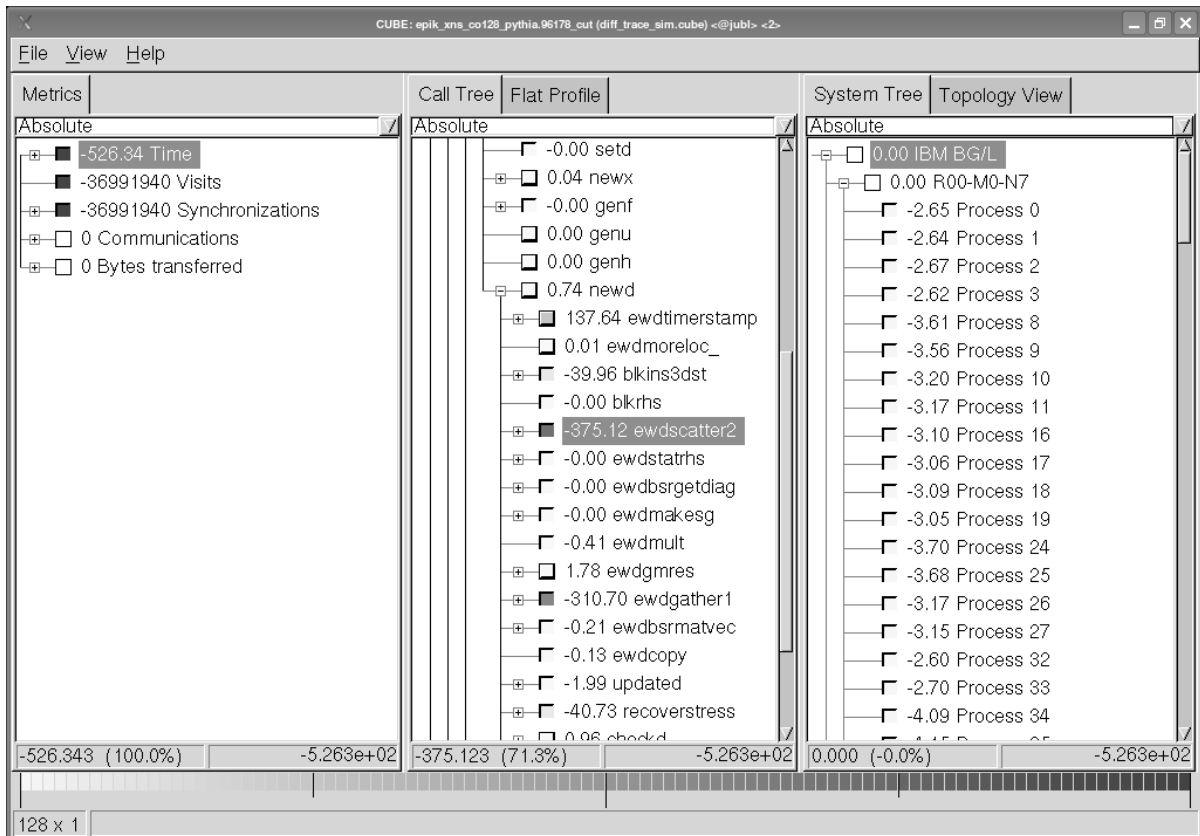 CUBE: epik_xns_co128_pythia.96178_cut (diff_trace_sim.cube) <@jubl> <2>
File View Help
Metrics
Absolute
-526.34 Time
-36991940 Visits
-36991940 Synchronizations
0 Communications
0 Bytes transferred
-526.343 (100.0%) -5.263e+02
Call Tree Flat Profile
Absolute
-0.00 setd
0.04 newx
-0.00 genf
0.00 genu
0.00 genh
0.74 newd
137.64 ewdtimerstamp
0.01 ewdmoreloc_
-39.96 blkins3dst
-0.00 blkrhs
-375.12 ewdscatter2
-0.00 ewdstatrhs
-0.00 ewdbsrgetdiag
-0.00 ewdmakesg
-0.41 ewdmult
1.78 ewdgmres
-310.70 ewdgather1
-0.21 ewdbsrmatvec
-0.13 ewdcopy
-1.99 updated
-40.73 recoverstress
-375.123 (71.3%) -5.263e+02
System Tree Topology View
Absolute
0.00 IBM BG/L
0.00 R00-M0-N7
-2.65 Process 0
-2.64 Process 1
-2.67 Process 2
-2.62 Process 3
-3.61 Process 8
-3.56 Process 9
-3.20 Process 10
-3.17 Process 11
-3.10 Process 16
-3.06 Process 17
-3.09 Process 18
-3.05 Process 19
-3.70 Process 24
-3.68 Process 25
-3.17 Process 26
-3.15 Process 27
-2.60 Process 32
-2.70 Process 33
-4.09 Process 34
0.000 (-0.0%) -5.263e+02
128 x 1